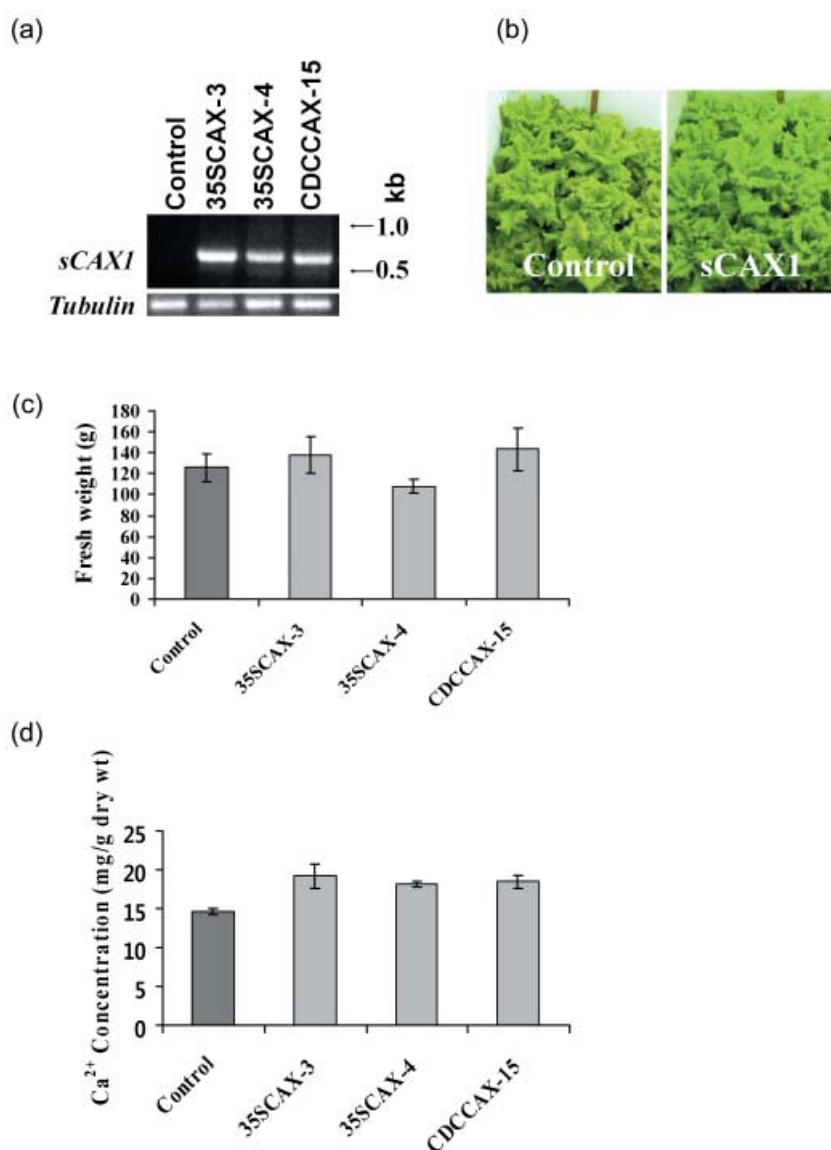 (a)
Control
35SCAX-3
35SCAX-4
CDCCAX-15
kb
sCAX1
←1.0
←0.5
Tubulin
(b)
Control
sCAX1
(c)
Fresh weight (g)
180
160
140
120
100
80
60
40
20
0
Control
35SCAX-3
35SCAX-4
CDCCAX-15
(d)
Ca²⁺ Concentration (mg/g dry wt)
25
20
15
10
5
0
Control
35SCAX-3
35SCAX-4
CDCCAX-15